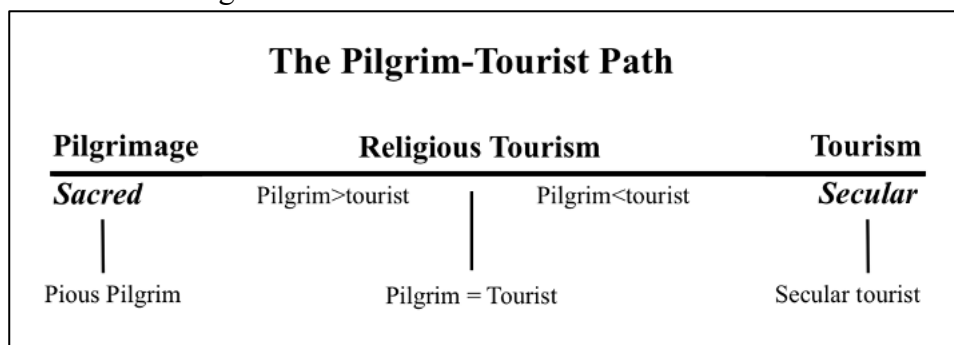 The Pilgrim-Tourist Path
Pilgrimage Religious Tourism Tourism
Sacred Pilgrim>tourist Pilgrim<tourist Secular
Pious Pilgrim Pilgrim = Tourist Secular tourist